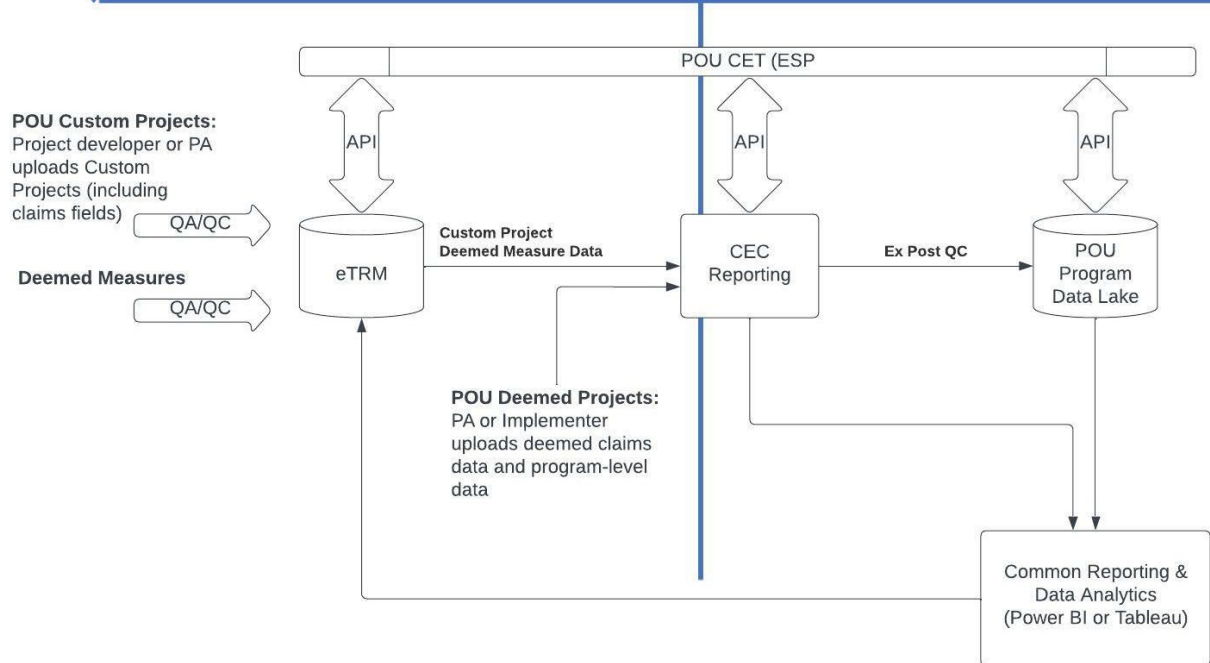 POU CET (ESP
API
API
API
POU Custom Projects:
Project developer or PA
uploads Custom
Projects (including
claims fields)
QA/QC
Deemed Measures
QA/QC
eTRM
Custom Project
Deemed Measure Data
CEC
Reporting
Ex Post QC
POU
Program
Data Lake
POU Deemed Projects:
PA or Implementer
uploads deemed claims
data and program-level
data
Common Reporting &
Data Analytics
(Power BI or Tableau)